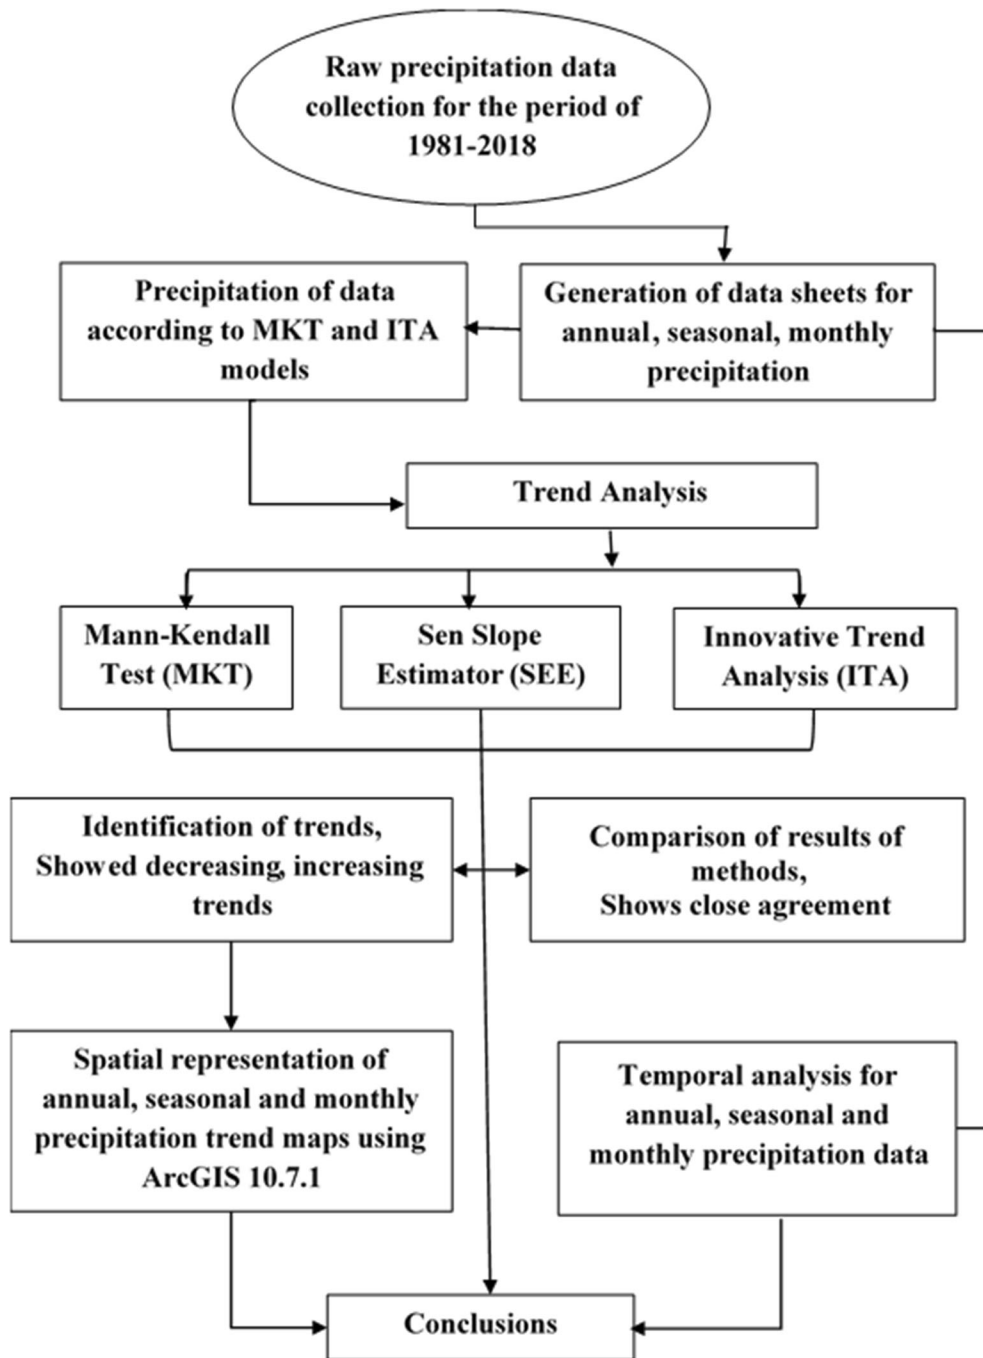 Raw precipitation data
collection for the period of
1981-2018
Precipitation of data
according to MKT and ITA
models
Generation of data sheets for
annual, seasonal, monthly
precipitation
Trend Analysis
Mann-Kendall
Test (MKT)
Sen Slope
Estimator (SEE)
Innovative Trend
Analysis (ITA)
Identification of trends,
Showed decreasing, increasing
trends
Comparison of results of
methods,
Shows close agreement
Spatial representation of
annual, seasonal and monthly
precipitation trend maps using
ArcGIS 10.7.1
Temporal analysis for
annual, seasonal and
monthly precipitation data
Conclusions